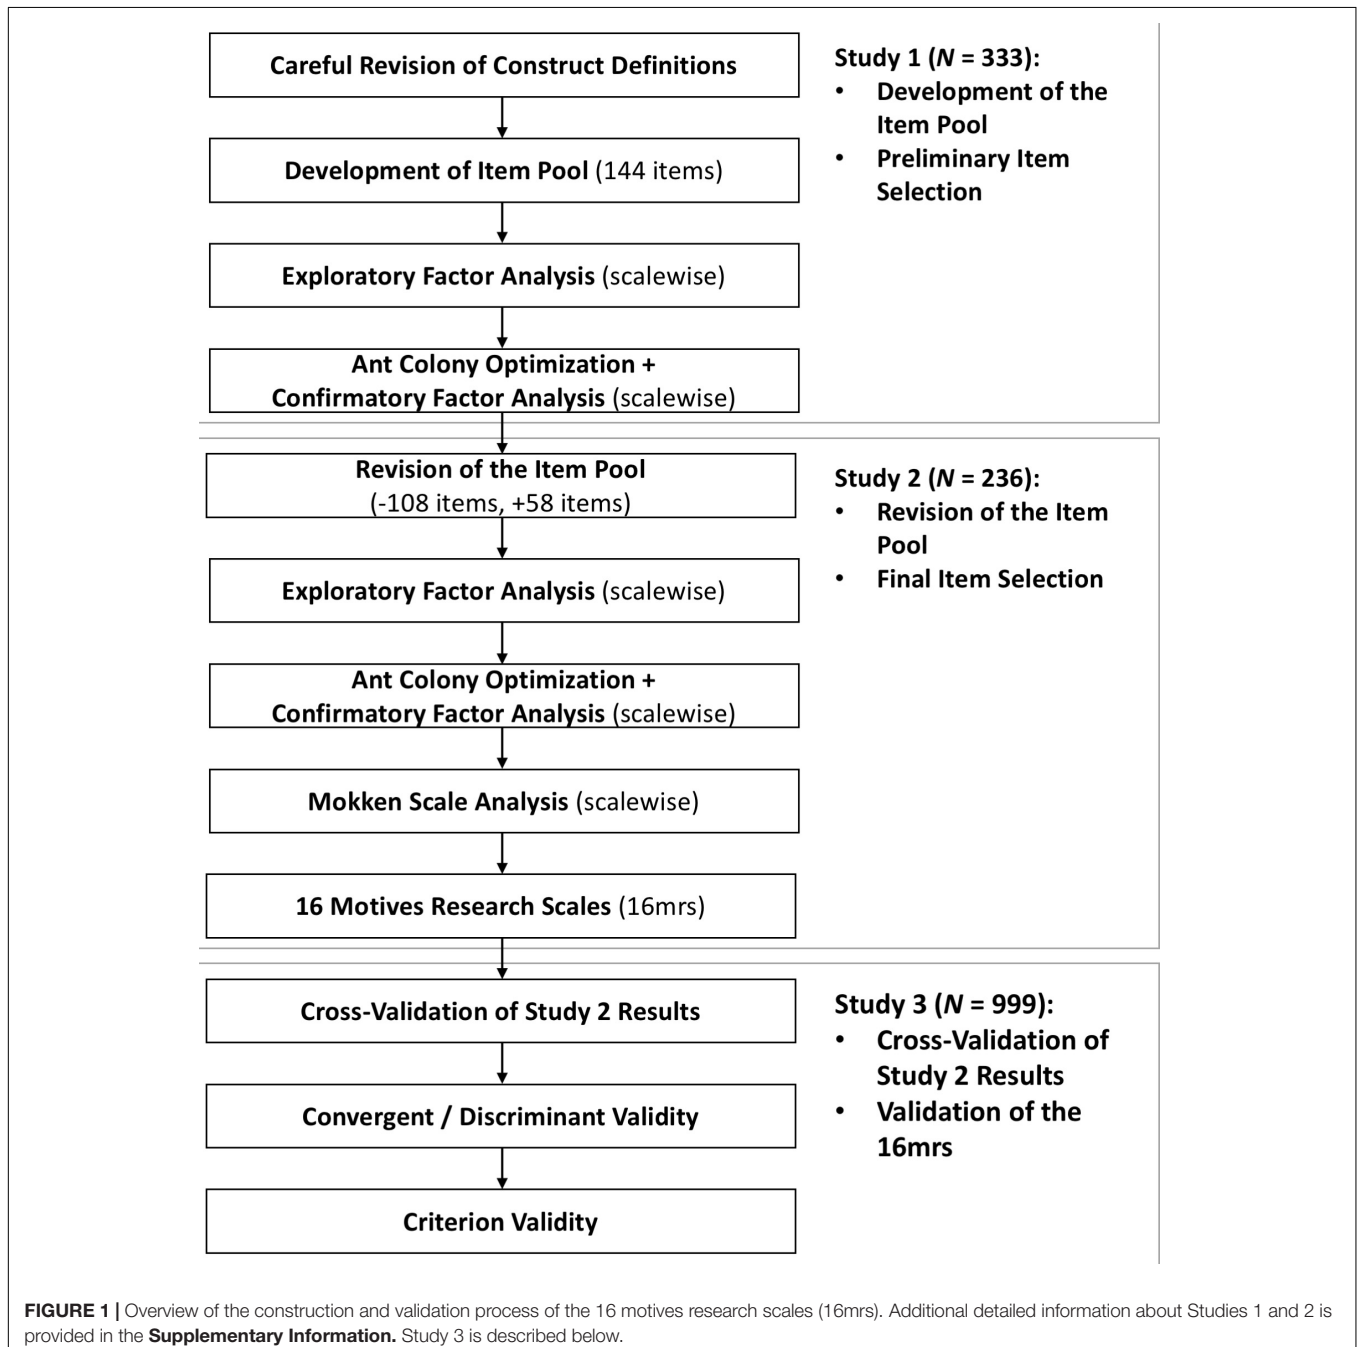 Careful Revision of Construct Definitions
Development of Item Pool (144 items)
Exploratory Factor Analysis (scalewise)
Ant Colony Optimization +
Confirmatory Factor Analysis (scalewise)
Study 1 (N = 333):
• Development of the
Item Pool
• Preliminary Item
Selection
Revision of the Item Pool
(-108 items, +58 items)
Exploratory Factor Analysis (scalewise)
Ant Colony Optimization +
Confirmatory Factor Analysis (scalewise)
Mokken Scale Analysis (scalewise)
16 Motives Research Scales (16mrs)
Study 2 (N = 236):
• Revision of the Item
Pool
• Final Item Selection
Cross-Validation of Study 2 Results
Convergent / Discriminant Validity
Criterion Validity
Study 3 (N = 999):
• Cross-Validation of
Study 2 Results
• Validation of the
16mrs
FIGURE 1 | Overview of the construction and validation process of the 16 motives research scales (16mrs). Additional detailed information about Studies 1 and 2 is
provided in the Supplementary Information. Study 3 is described below.